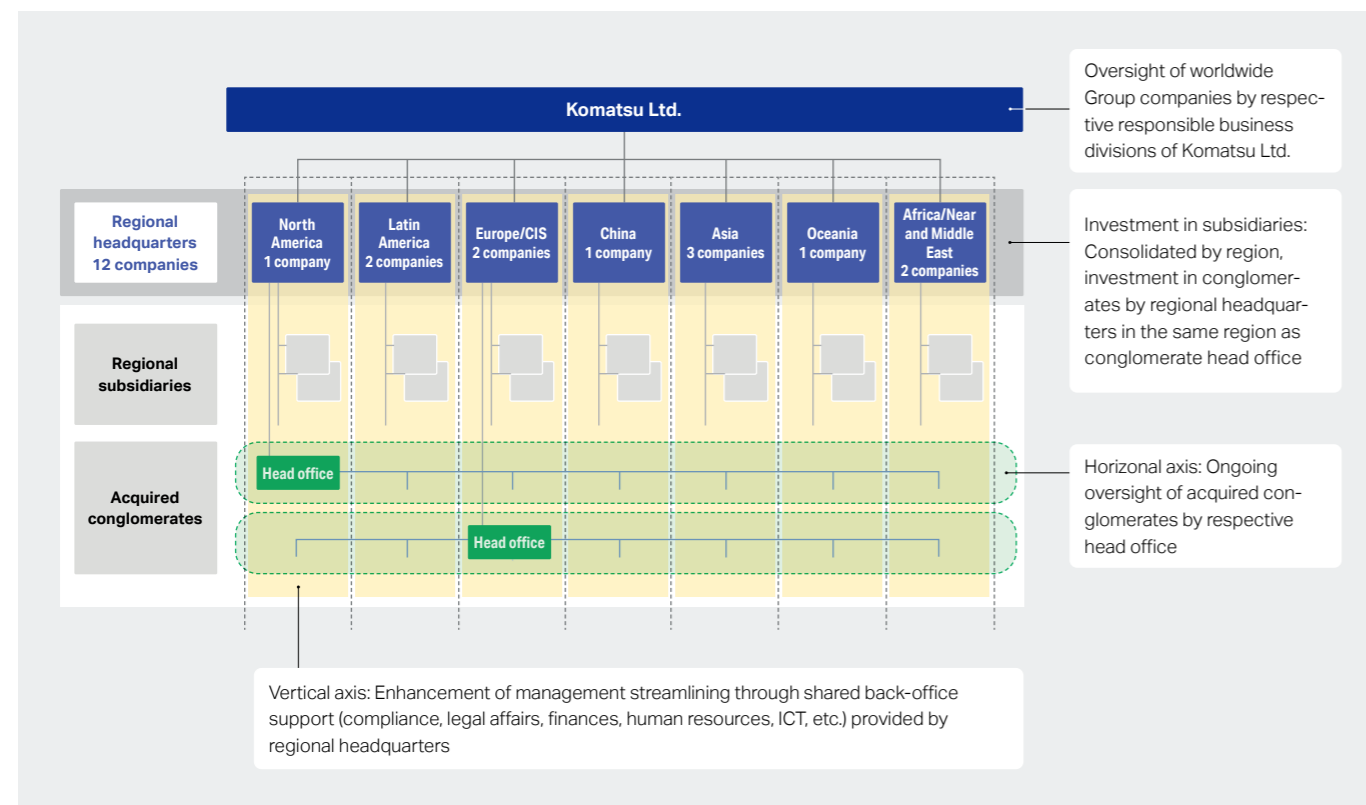 Komatsu Ltd.
Oversight of worldwide
Group companies by respec-
tive responsible business
divisions of Komatsu Ltd.
Regional
headquarters
12 companies
North
America
1 company
Latin
America
2 companies
Europe/CIS
2 companies
China
1 company
Asia
3 companies
Oceania
1 company
Africa/Near
and Middle
East
2 companies
Investment in subsidiaries:
Consolidated by region,
investment in conglomer-
ates by regional headquar-
ters in the same region as
conglomerate head office
Regional
subsidiaries
Acquired
conglomerates
Head office
Head office
Horizonal axis: Ongoing
oversight of acquired con-
glomerates by respective
head office
Vertical axis: Enhancement of management streamlining through shared back-office
support (compliance, legal affairs, finances, human resources, ICT, etc.) provided by
regional headquarters